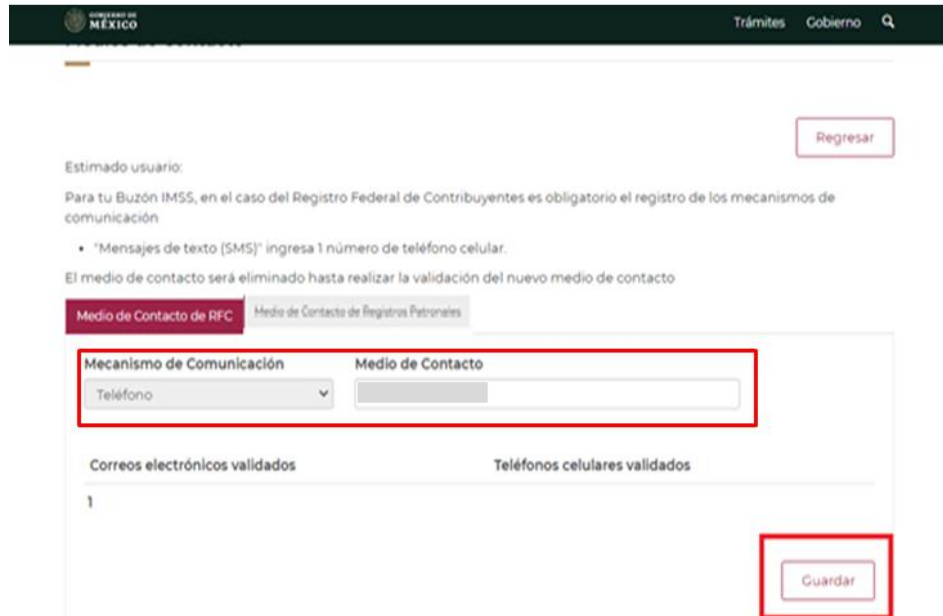 GOBIERNO DE
MÉXICO
Trámites Gobierno
Regresar
Estimado usuario:
Para tu Buzón IMSS, en el caso del Registro Federal de Contribuyentes es obligatorio el registro de los mecanismos de
comunicación
• "Mensajes de texto (SMS)" ingresa 1 número de teléfono celular.
El medio de contacto será eliminado hasta realizar la validación del nuevo medio de contacto
Medio de Contacto de RFC Medio de Contacto de Registros Patronales
Mecanismo de Comunicación Medio de Contacto
Teléfono
Correos electrónicos validados Teléfonos celulares validados
1
Guardar